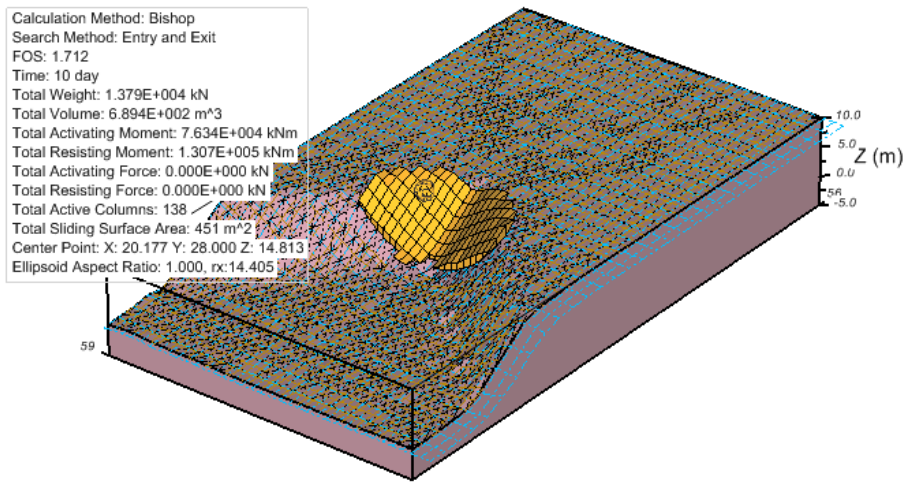 Calculation Method: Bishop
Search Method: Entry and Exit
FOS: 1.712
Time: 10 day
Total Weight: 1.379E+004 kN
Total Volume: 6.894E+002 m^3
Total Activating Moment: 7.634E+004 kNm
Total Resisting Moment: 1.307E+005 kNm
Total Activating Force: 0.000E+000 kN
Total Resisting Force: 0.000E+000 kN
Total Active Columns: 138
Total Sliding Surface Area: 451 m^2
Center Point: X: 20.177 Y: 28.000 Z: 14.813
Ellipsoid Aspect Ratio: 1.000, rx:14.405
10.0
5.0
Z (m)
0.0
56
-5.0
59